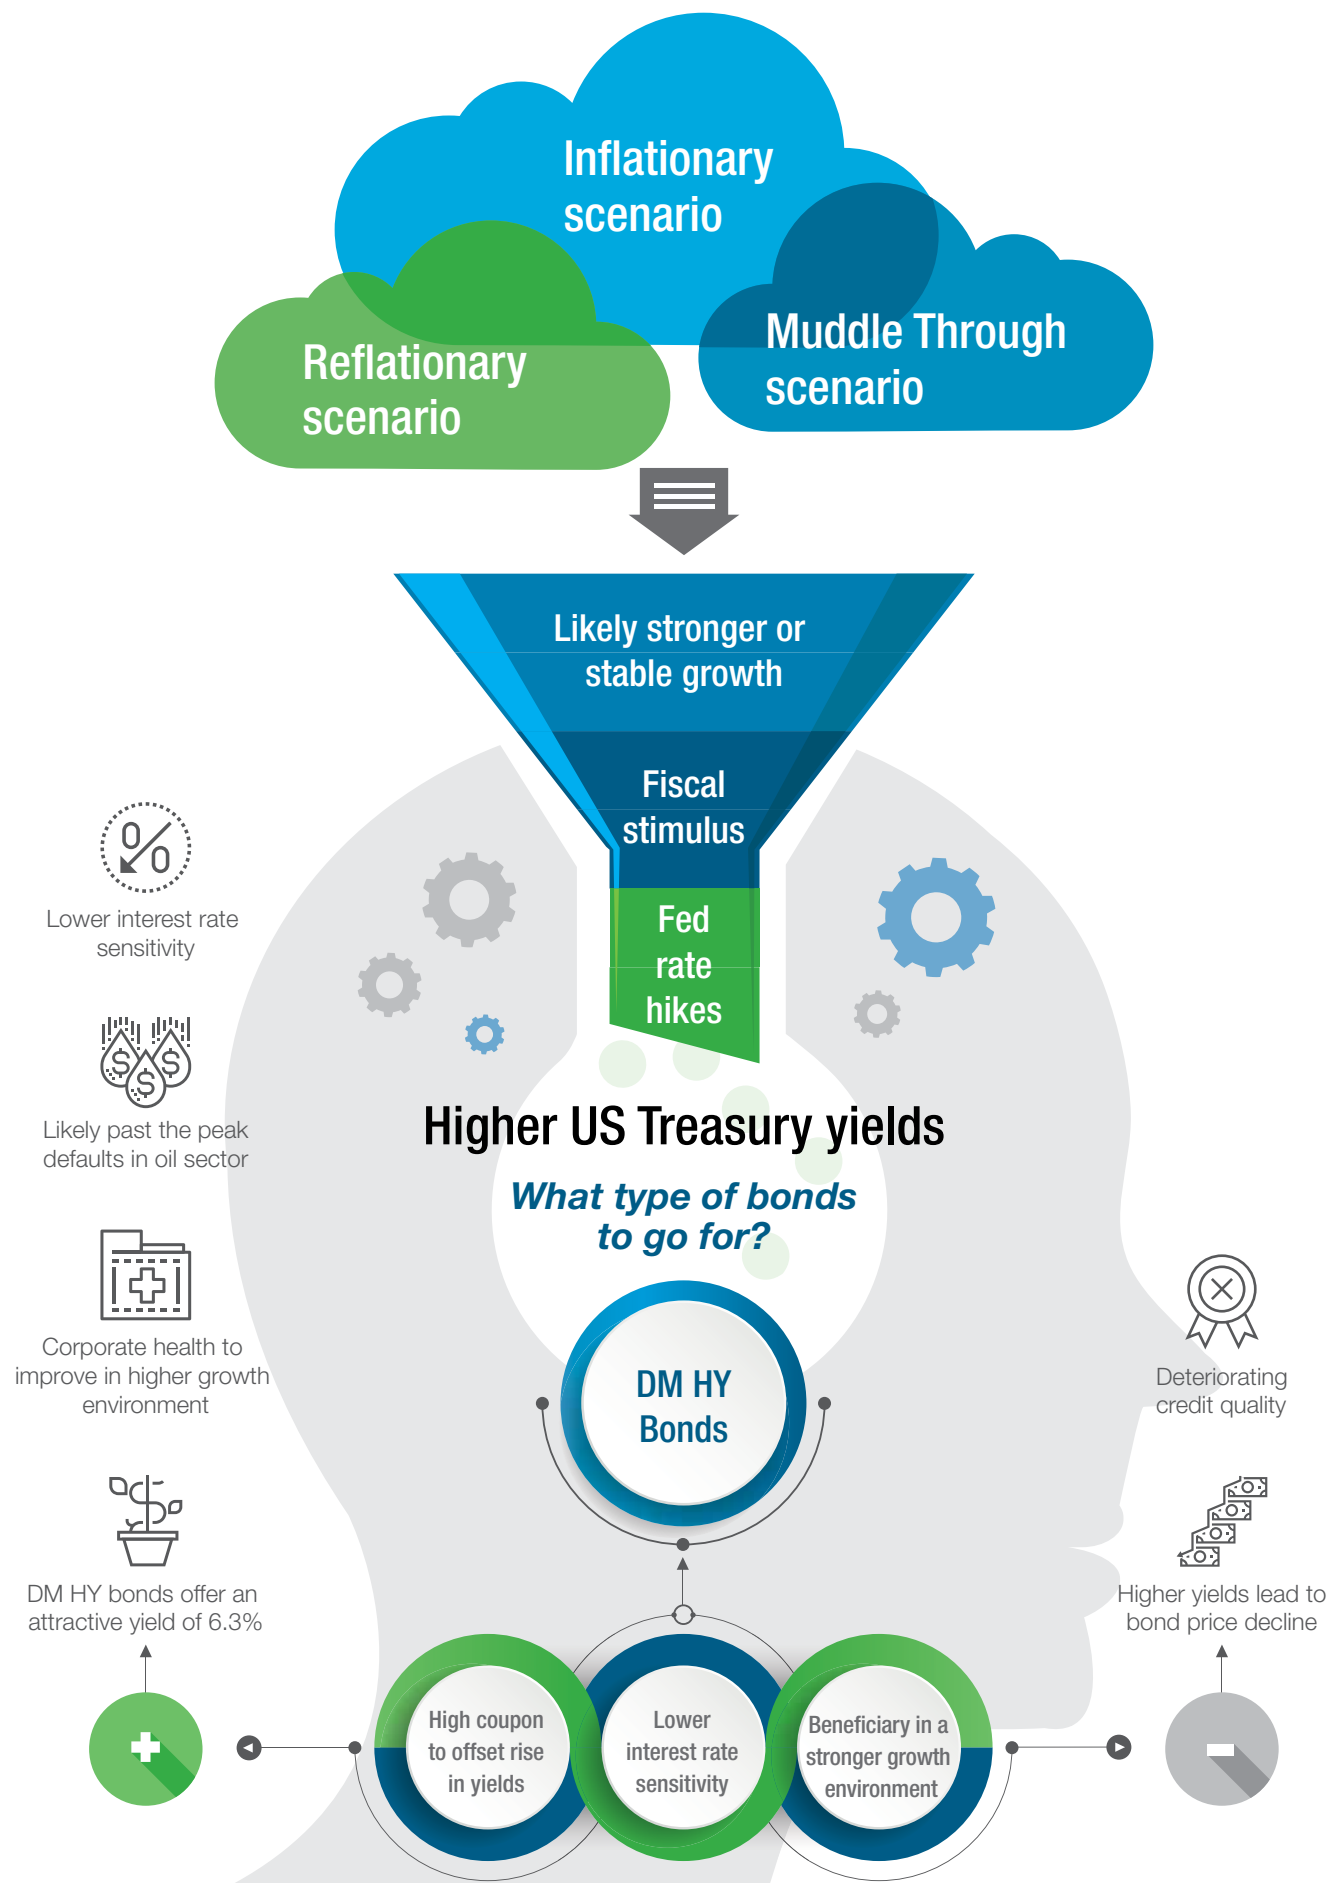 Inflationary
scenario
Reflationary
scenario
Muddle Through
scenario
Likely stronger or
stable growth
Fiscal
stimulus
Fed
rate
hikes
Higher US Treasury yields
What type of bonds
to go for?
DM HY
Bonds
Lower interest rate
sensitivity
Likely past the peak
defaults in oil sector
Corporate health to
improve in higher growth
environment
DM HY bonds offer an
attractive yield of 6.3%
Deteriorating
credit quality
Higher yields lead to
bond price decline
High coupon
to offset rise
in yields
Lower
interest rate
sensitivity
Beneficiary in a
stronger growth
environment